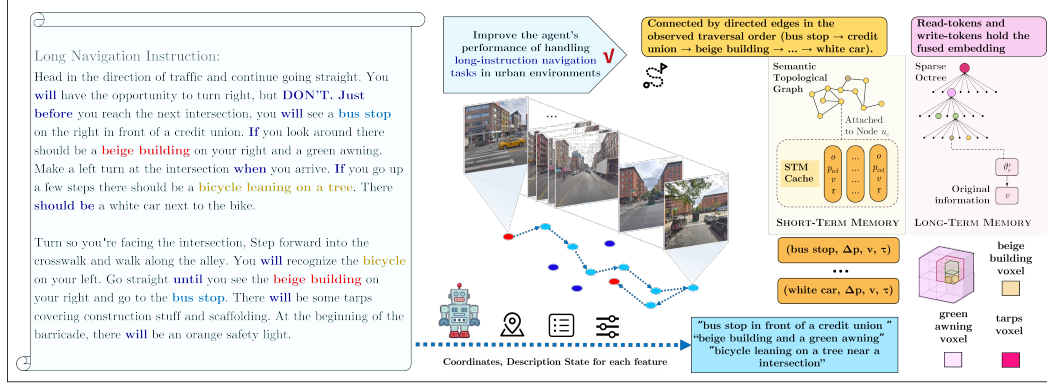 Long Navigation Instruction:
Head in the direction of traffic and continue going straight. You
will have the opportunity to turn right, but DON'T. Just
before you reach the next intersection, you will see a bus stop
on the right in front of a credit union. If you look around there
should be a beige building on your right and a green awning.
Make a left turn at the intersection when you arrive. If you go up
a few steps there should be a bicycle leaning on a tree. There
should be a white car next to the bike.
Turn so you're facing the intersection, Step forward into the
crosswalk and walk along the alley. You will recognize the bicycle
on your left. Go straight until you see the beige building on
your right and go to the bus stop. There will be some tarps
covering construction stuff and scaffolding. At the beginning of the
barricade, there will be an orange safety light.
Improve the agent's
performance of handling
long-instruction navigation
tasks in urban environments
√
...
Coordinates, Description State for each feature
"bus stop in front of a credit union "
"beige building and a green awning"
"bicycle leaning on a tree near a
intersection"
Connected by directed edges in the
observed traversal order (bus stop → credit
union → beige building → ... → white car).
Semantic
Topological
Graph
Attached
to Node u
STM
Cache
o ... o
p_rel ... p_rel
v ... v
τ ... τ
SHORT-TERM MEMORY
(bus stop, Δp, v, τ)
•••
(white car, Δp, v, τ)
Read-tokens and
write-tokens hold the
fused embedding
Sparse
Octree
Original
information
v
LONG-TERM MEMORY
beige
building
voxel
green
awning
voxel
tarps
voxel